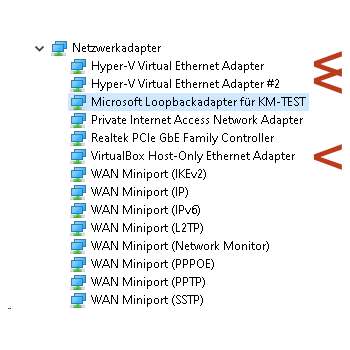 Netzwerkadapter
Hyper-V Virtual Ethernet Adapter
Hyper-V Virtual Ethernet Adapter #2
Microsoft Loopbackadapter für KM-TEST
Private Internet Access Network Adapter
Realtek PCIe GbE Family Controller
VirtualBox Host-Only Ethernet Adapter
WAN Miniport (IKEv2)
WAN Miniport (IP)
WAN Miniport (IPv6)
WAN Miniport (L2TP)
WAN Miniport (Network Monitor)
WAN Miniport (PPPOE)
WAN Miniport (PPTP)
WAN Miniport (SSTP)